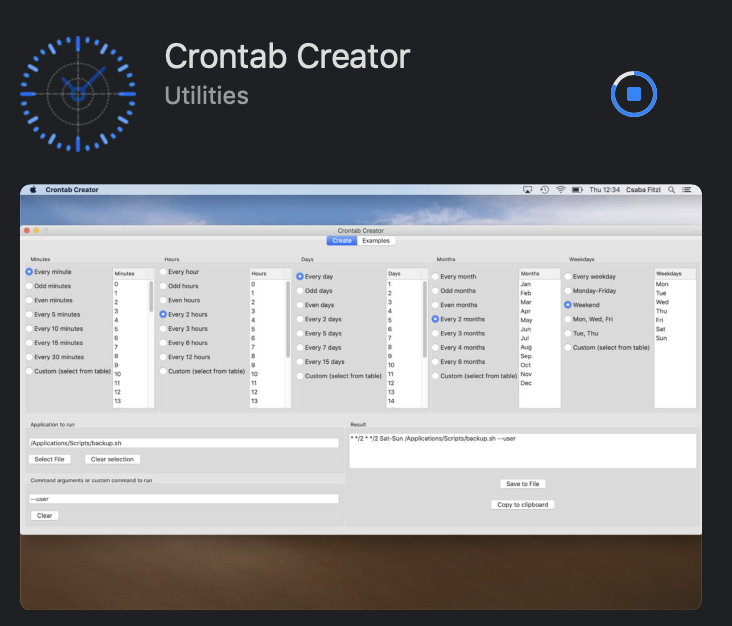 Crontab Creator
Utilities
Crontab Creator Thu 12:34 Csaba Fitzl
Crontab Creator
Create Examples
Minutes
Every minute
Odd minutes
Even minutes
Every 5 minutes
Every 10 minutes
Every 15 minutes
Every 30 minutes
Custom (select from table)
Minutes
0
1
2
3
4
5
6
7
8
9
10
11
12
13
Hours
Every hour
Odd hours
Even hours
Every 2 hours
Every 3 hours
Every 6 hours
Every 12 hours
Custom (select from table)
Hours
0
1
2
3
4
5
6
7
8
9
10
11
12
13
Days
Every day
Odd days
Even days
Every 2 days
Every 5 days
Every 7 days
Every 15 days
Custom (select from table)
Days
1
2
3
4
5
6
7
8
9
10
11
12
13
14
Months
Every month
Odd months
Even months
Every 2 months
Every 3 months
Every 4 months
Every 6 months
Custom (select from table)
Months
Jan
Feb
Mar
Apr
May
Jun
Jul
Aug
Sep
Oct
Nov
Dec
Weekdays
Every weekday
Monday-Friday
Weekend
Mon, Wed, Fri
Tue, Thu
Custom (select from table)
Weekdays
Mon
Tue
Wed
Thu
Fri
Sat
Sun
Application to run
/Applications/Scripts/backup.sh
Select File Clear selection
Command arguments or custom command to run
--user
Clear
Result
* */2 * */2 Sat-Sun /Applications/Scripts/backup.sh --user
Save to File
Copy to clipboard